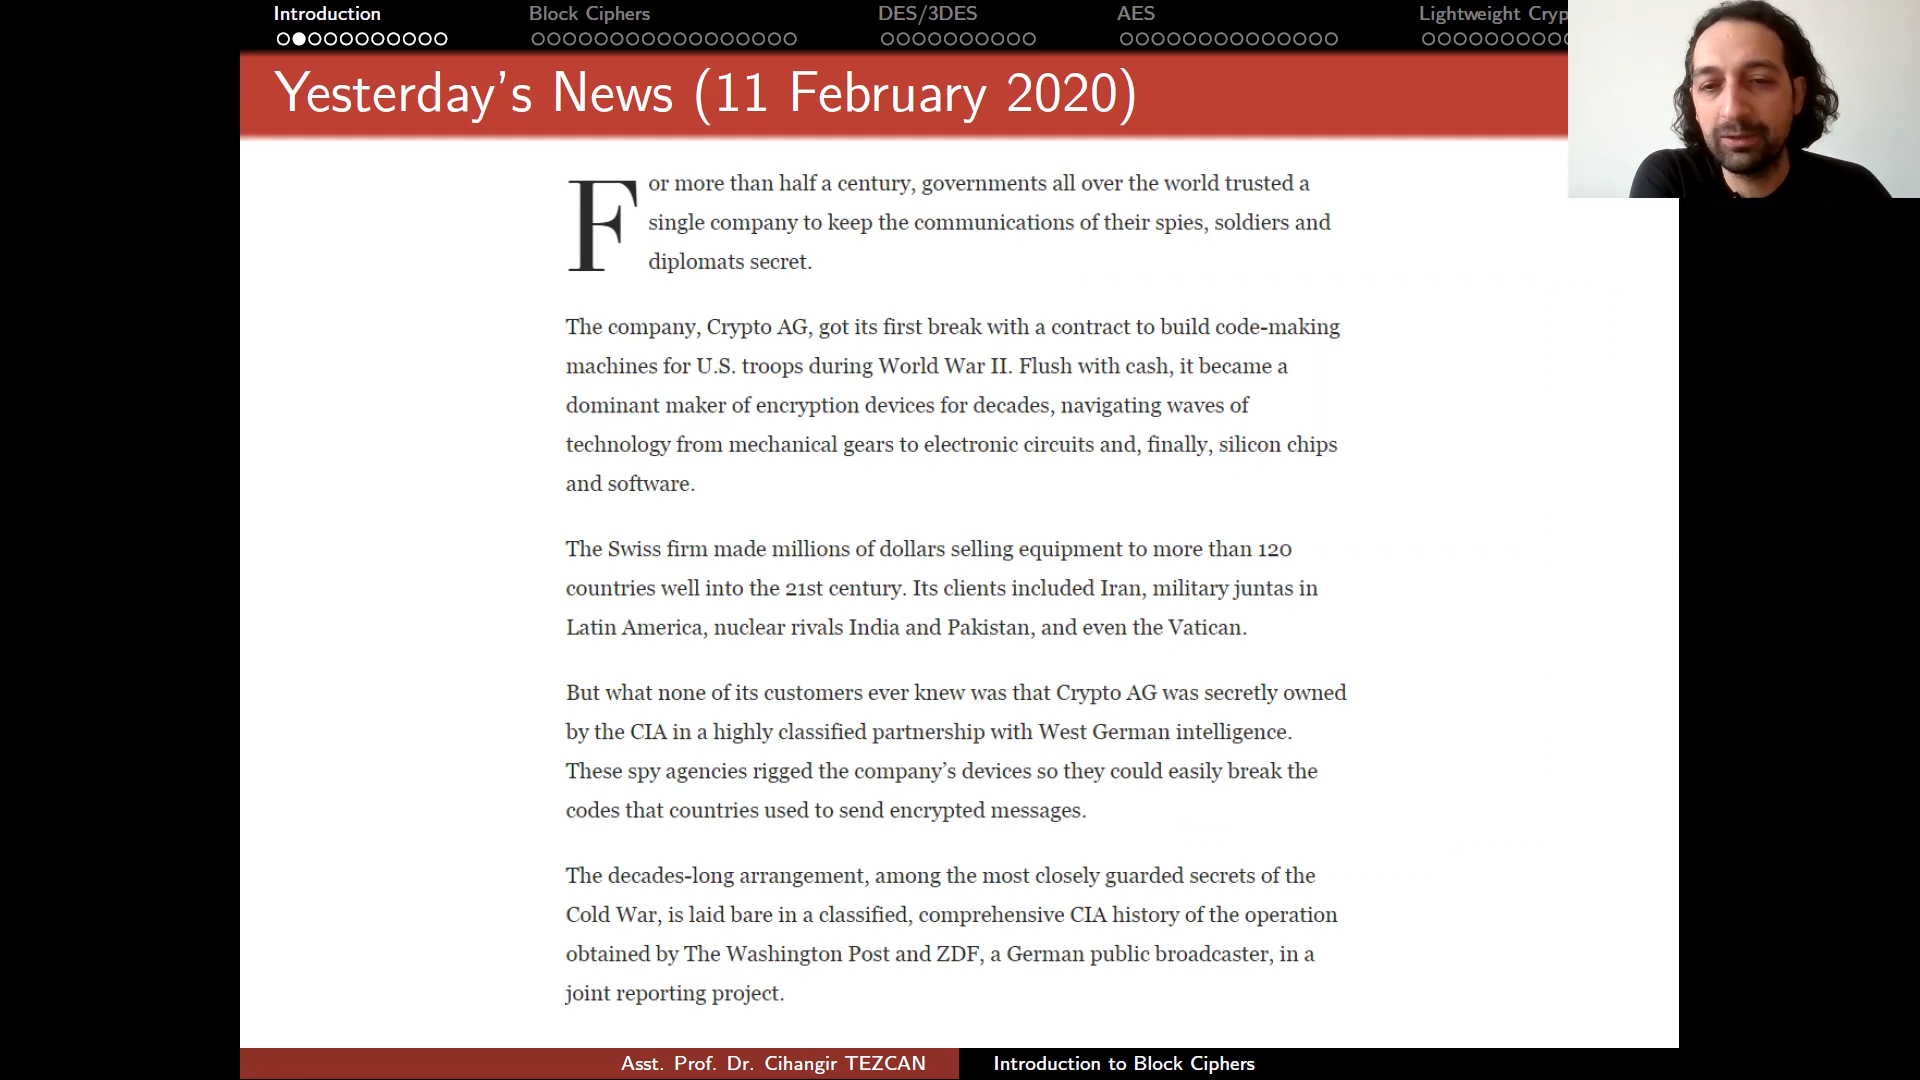 Introduction
Block Ciphers
DES/3DES
AES
Lightweight Cryp
Yesterday's News (11 February 2020)
For more than half a century, governments all over the world trusted a
single company to keep the communications of their spies, soldiers and
diplomats secret.
The company, Crypto AG, got its first break with a contract to build code-making
machines for U.S. troops during World War II. Flush with cash, it became a
dominant maker of encryption devices for decades, navigating waves of
technology from mechanical gears to electronic circuits and, finally, silicon chips
and software.
The Swiss firm made millions of dollars selling equipment to more than 120
countries well into the 21st century. Its clients included Iran, military juntas in
Latin America, nuclear rivals India and Pakistan, and even the Vatican.
But what none of its customers ever knew was that Crypto AG was secretly owned
by the CIA in a highly classified partnership with West German intelligence.
These spy agencies rigged the company's devices so they could easily break the
codes that countries used to send encrypted messages.
The decades-long arrangement, among the most closely guarded secrets of the
Cold War, is laid bare in a classified, comprehensive CIA history of the operation
obtained by The Washington Post and ZDF, a German public broadcaster, in a
joint reporting project.
Asst. Prof. Dr. Cihangir TEZCAN
Introduction to Block Ciphers